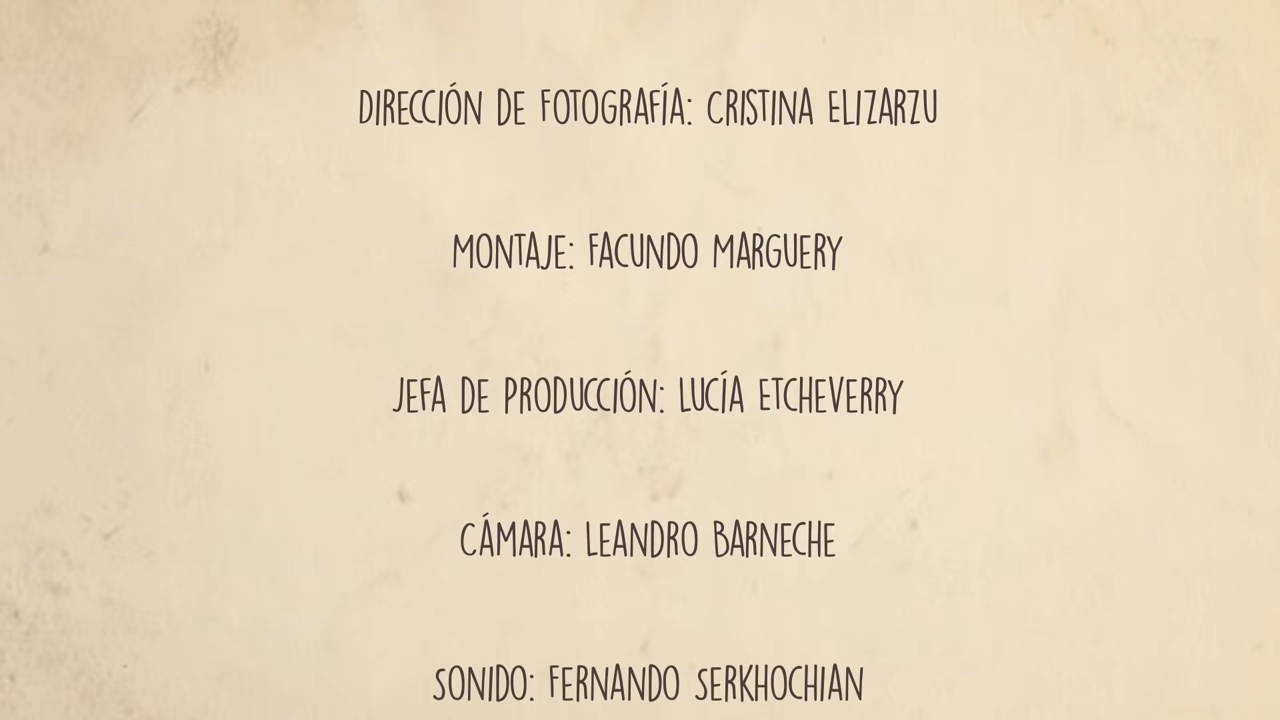 DIRECCIÓN DE FOTOGRAFÍA: CRISTINA ELIZARZU
MONTAJE: FACUNDO MARGUERY
JEFA DE PRODUCCIÓN: LUCÍA ETCHEVERRY
CÁMARA: LEANDRO BARNECHE
SONIDO: FERNANDO SERKHOCHIAN